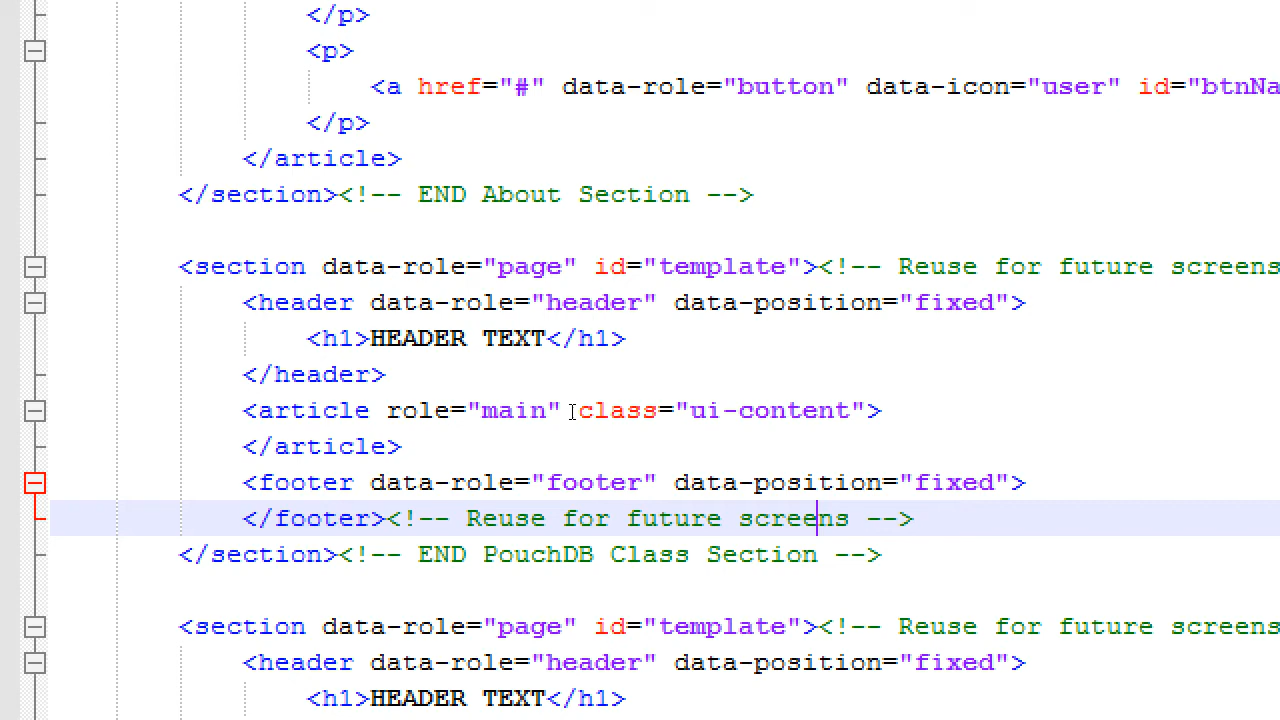 </p>
<p>
<a href="#" data-role="button" data-icon="user" id="btnNa
</p>
</article>
</section><!-- END About Section -->
<section data-role="page" id="template"><!-- Reuse for future screens
<header data-role="header" data-position="fixed">
<h1>HEADER TEXT</h1>
</header>
<article role="main" class="ui-content">
</article>
<footer data-role="footer" data-position="fixed">
</footer><!-- Reuse for future screens -->
</section><!-- END PouchDB Class Section -->
<section data-role="page" id="template"><!-- Reuse for future screens
<header data-role="header" data-position="fixed">
<h1>HEADER TEXT</h1>